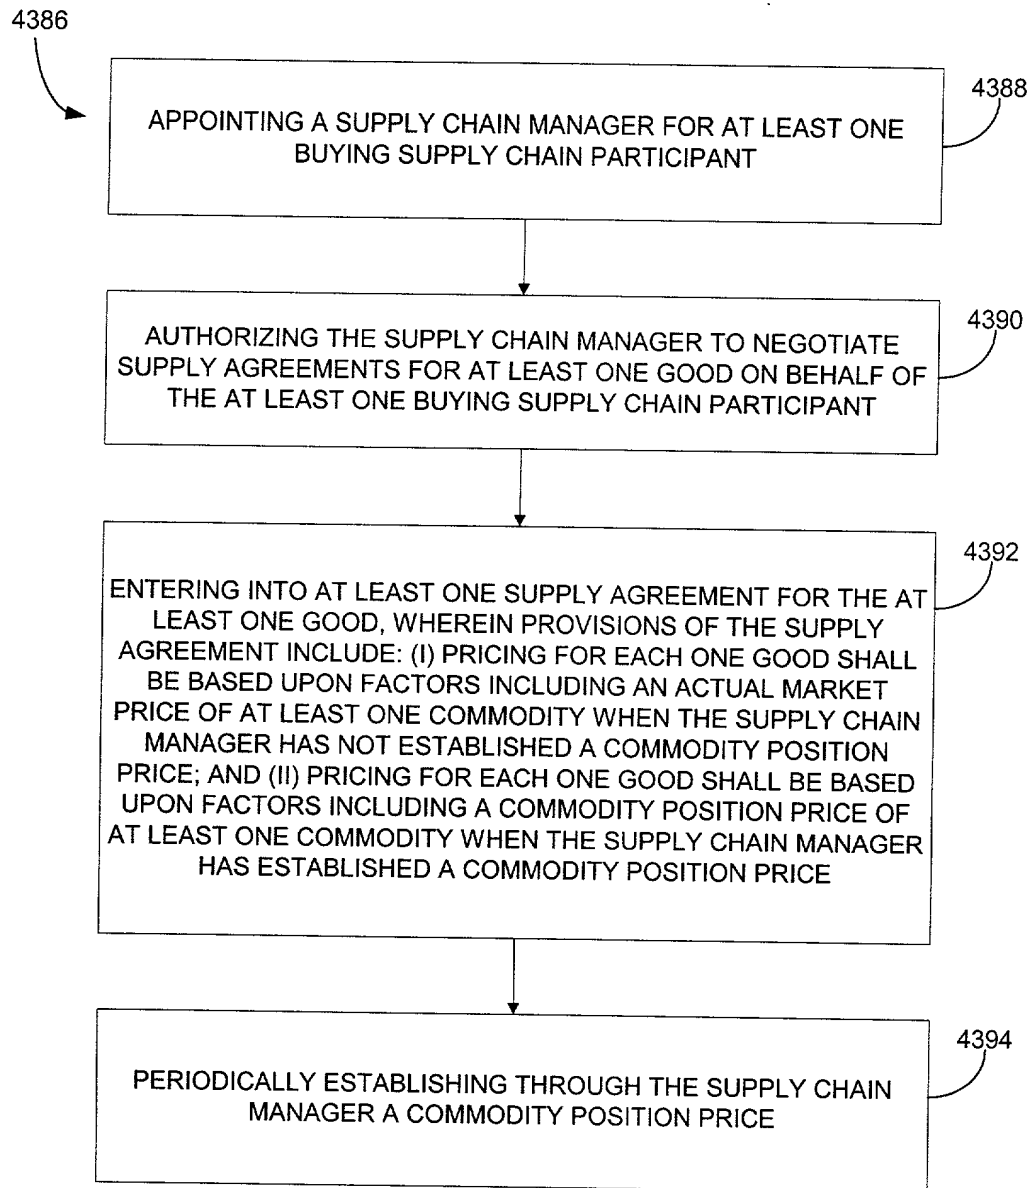 4386
4388
APPOINTING A SUPPLY CHAIN MANAGER FOR AT LEAST ONE
BUYING SUPPLY CHAIN PARTICIPANT
4390
AUTHORIZING THE SUPPLY CHAIN MANAGER TO NEGOTIATE
SUPPLY AGREEMENTS FOR AT LEAST ONE GOOD ON BEHALF OF
THE AT LEAST ONE BUYING SUPPLY CHAIN PARTICIPANT
4392
ENTERING INTO AT LEAST ONE SUPPLY AGREEMENT FOR THE AT
LEAST ONE GOOD, WHEREIN PROVISIONS OF THE SUPPLY
AGREEMENT INCLUDE: (I) PRICING FOR EACH ONE GOOD SHALL
BE BASED UPON FACTORS INCLUDING AN ACTUAL MARKET
PRICE OF AT LEAST ONE COMMODITY WHEN THE SUPPLY CHAIN
MANAGER HAS NOT ESTABLISHED A COMMODITY POSITION
PRICE; AND (II) PRICING FOR EACH ONE GOOD SHALL BE BASED
UPON FACTORS INCLUDING A COMMODITY POSITION PRICE OF
AT LEAST ONE COMMODITY WHEN THE SUPPLY CHAIN MANAGER
HAS ESTABLISHED A COMMODITY POSITION PRICE
4394
PERIODICALLY ESTABLISHING THROUGH THE SUPPLY CHAIN
MANAGER A COMMODITY POSITION PRICE